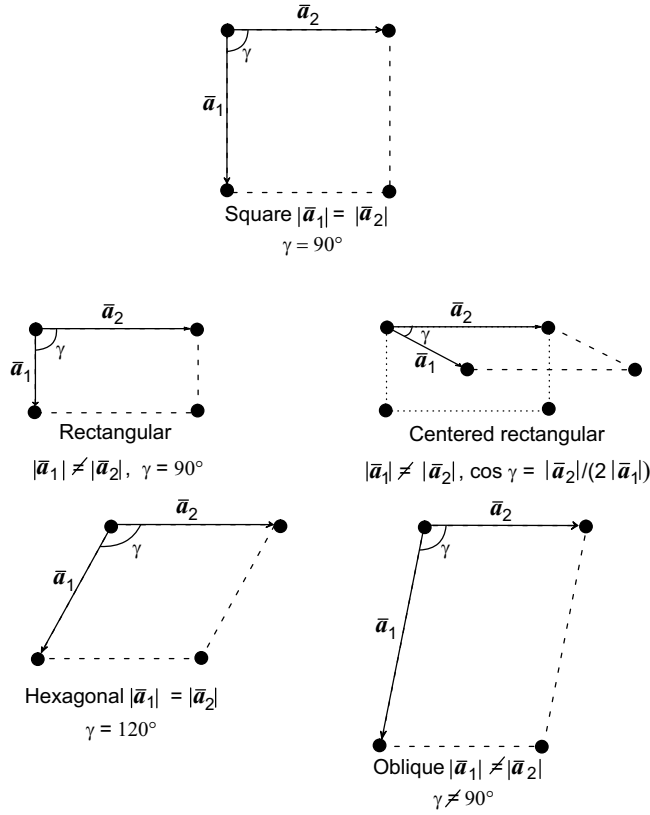 ā₂
γ
ā₁
Square |ā₁| = |ā₂|
γ = 90°
ā₂
γ
ā₁
Rectangular
|ā₁| ≠ |ā₂|, γ = 90°
ā₂
γ
ā₁
Centered rectangular
|ā₁| ≠ |ā₂|, cos γ = |ā₂|/(2|ā₁|)
ā₂
γ
ā₁
Hexagonal |ā₁| = |ā₂|
γ = 120°
ā₂
γ
ā₁
Oblique |ā₁| ≠ |ā₂|
γ ≠ 90°